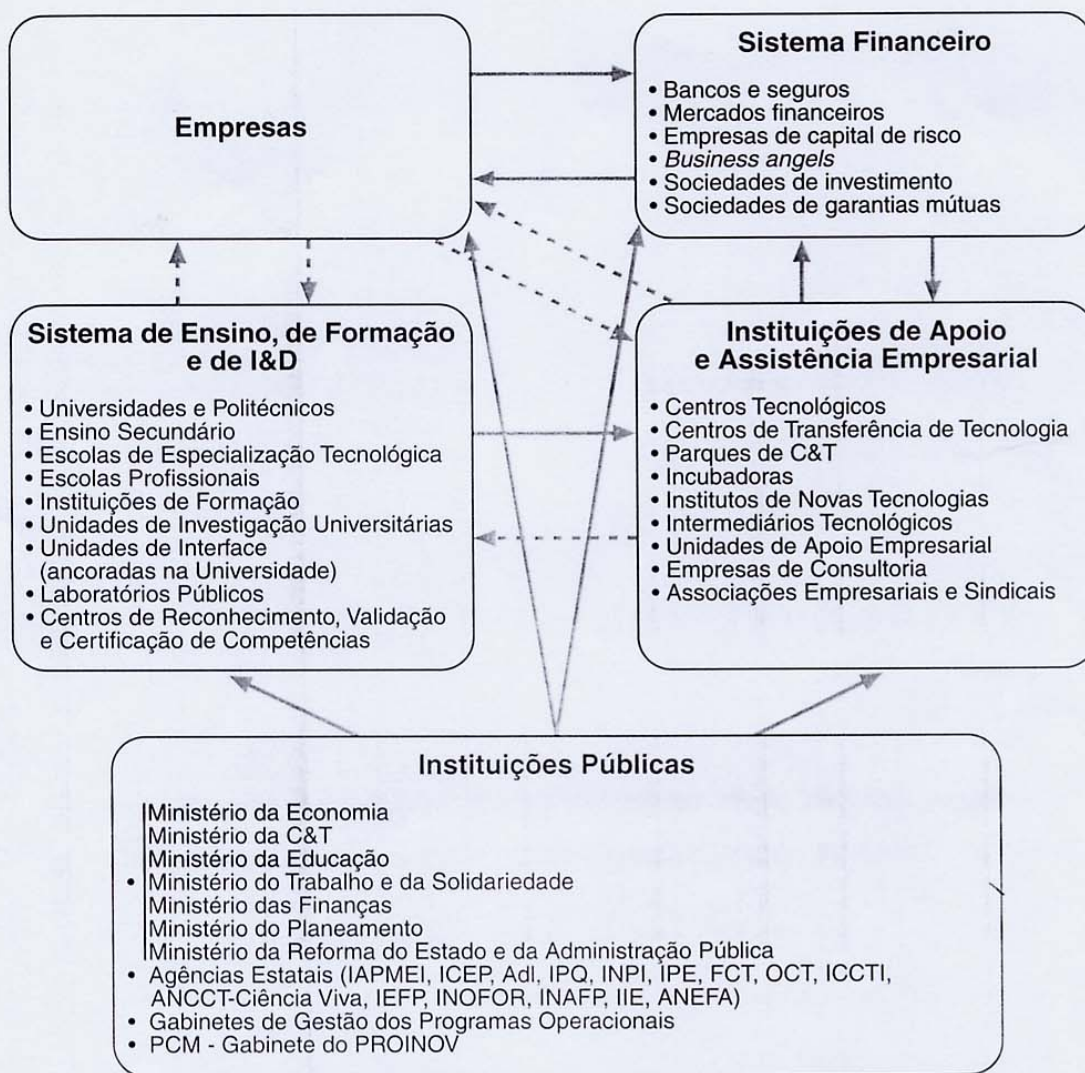 Empresas
Sistema Financeiro
• Bancos e seguros
• Mercados financeiros
• Empresas de capital de risco
• Business angels
• Sociedades de investimento
• Sociedades de garantias mútuas
Sistema de Ensino, de Formação
e de I&D
• Universidades e Politécnicos
• Ensino Secundário
• Escolas de Especialização Tecnológica
• Escolas Profissionais
• Instituições de Formação
• Unidades de Investigação Universitárias
• Unidades de Interface
(ancoradas na Universidade)
• Laboratórios Públicos
• Centros de Reconhecimento, Validação
e Certificação de Competências
Instituições de Apoio
e Assistência Empresarial
• Centros Tecnológicos
• Centros de Transferência de Tecnologia
• Parques de C&T
• Incubadoras
• Institutos de Novas Tecnologias
• Intermediários Tecnológicos
• Unidades de Apoio Empresarial
• Empresas de Consultoria
• Associações Empresariais e Sindicais
Instituições Públicas
Ministério da Economia
Ministério da C&T
Ministério da Educação
• Ministério do Trabalho e da Solidariedade
Ministério das Finanças
Ministério do Planeamento
Ministério da Reforma do Estado e da Administração Pública
• Agências Estatais (IAPMEI, ICEP, AdI, IPQ, INPI, IPE, FCT, OCT, ICCTI,
ANCCT-Ciência Viva, IEFP, INOFOR, INAFP, IIE, ANEFA)
• Gabinetes de Gestão dos Programas Operacionais
• PCM - Gabinete do PROINOV